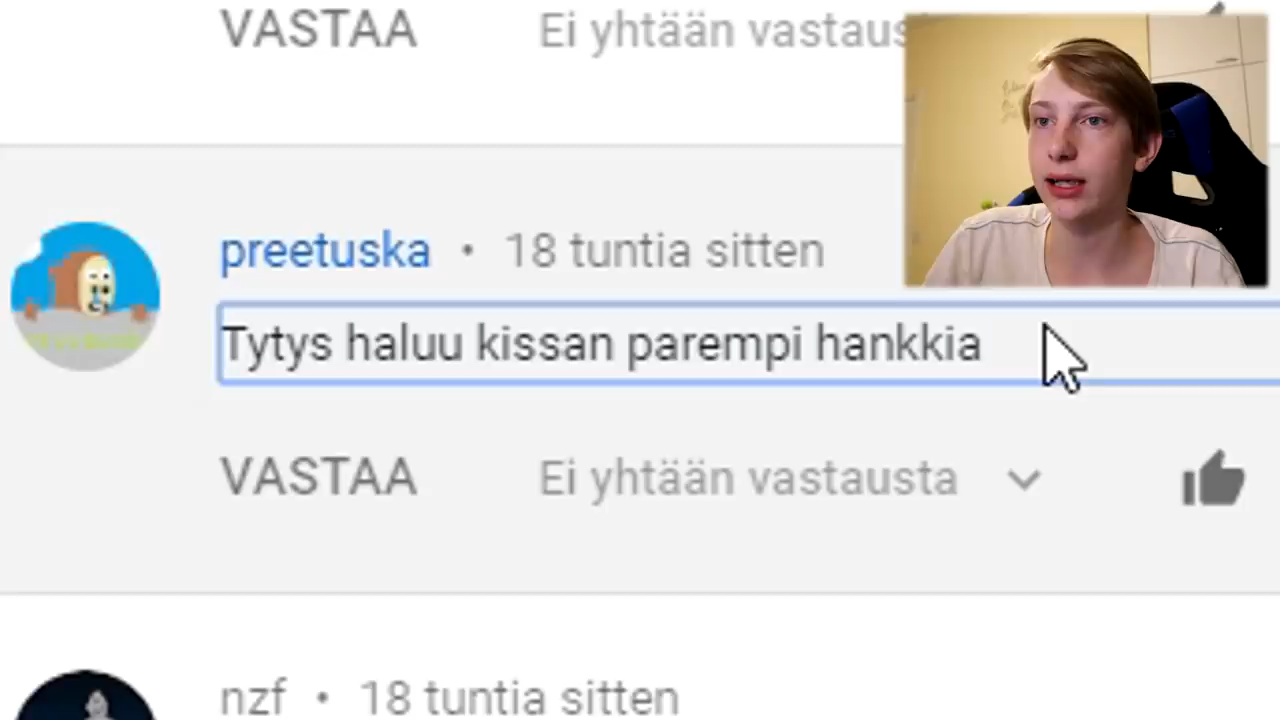 VASTAA Ei yhtään vastaus
preetuska • 18 tuntia sitten
Tytys haluu kissan parempi hankkia
VASTAA Ei yhtään vastausta
nzf • 18 tuntia sitten